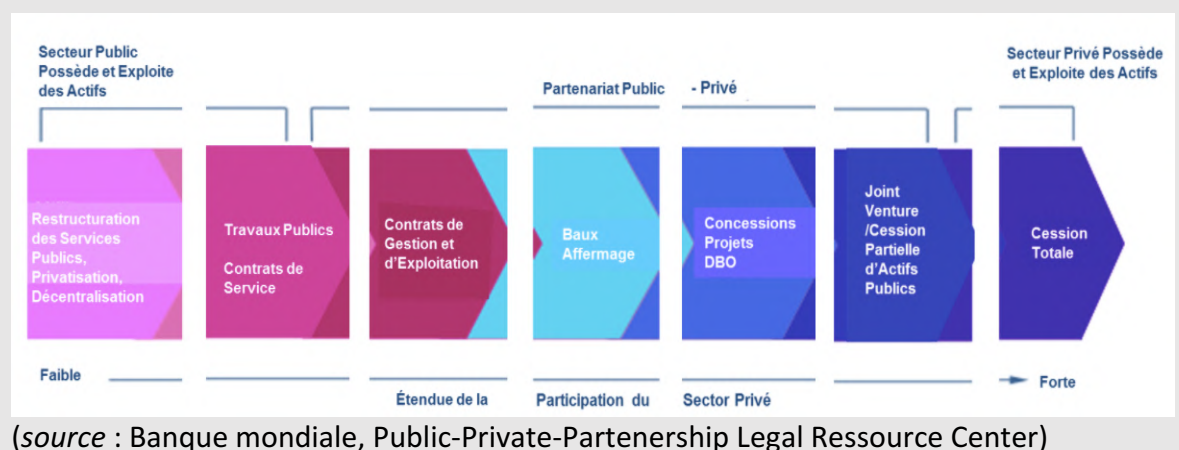 Secteur Public
Possède et Exploite
des Actifs
Partenariat Public - Privé
Secteur Privé Possède
et Exploite des Actifs
Restructuration
des Services
Publics,
Privatisation,
Décentralisation
Travaux Publics
Contrats de
Service
Contrats de
Gestion et
d'Exploitation
Baux
Affermage
Concessions
Projets
DBO
Joint
Venture
/Cession
Partielle
d'Actifs
Publics
Cession
Totale
Faible
Étendue de la Participation du Sector Privé
Forte
(source : Banque mondiale, Public-Private-Partenership Legal Ressource Center)